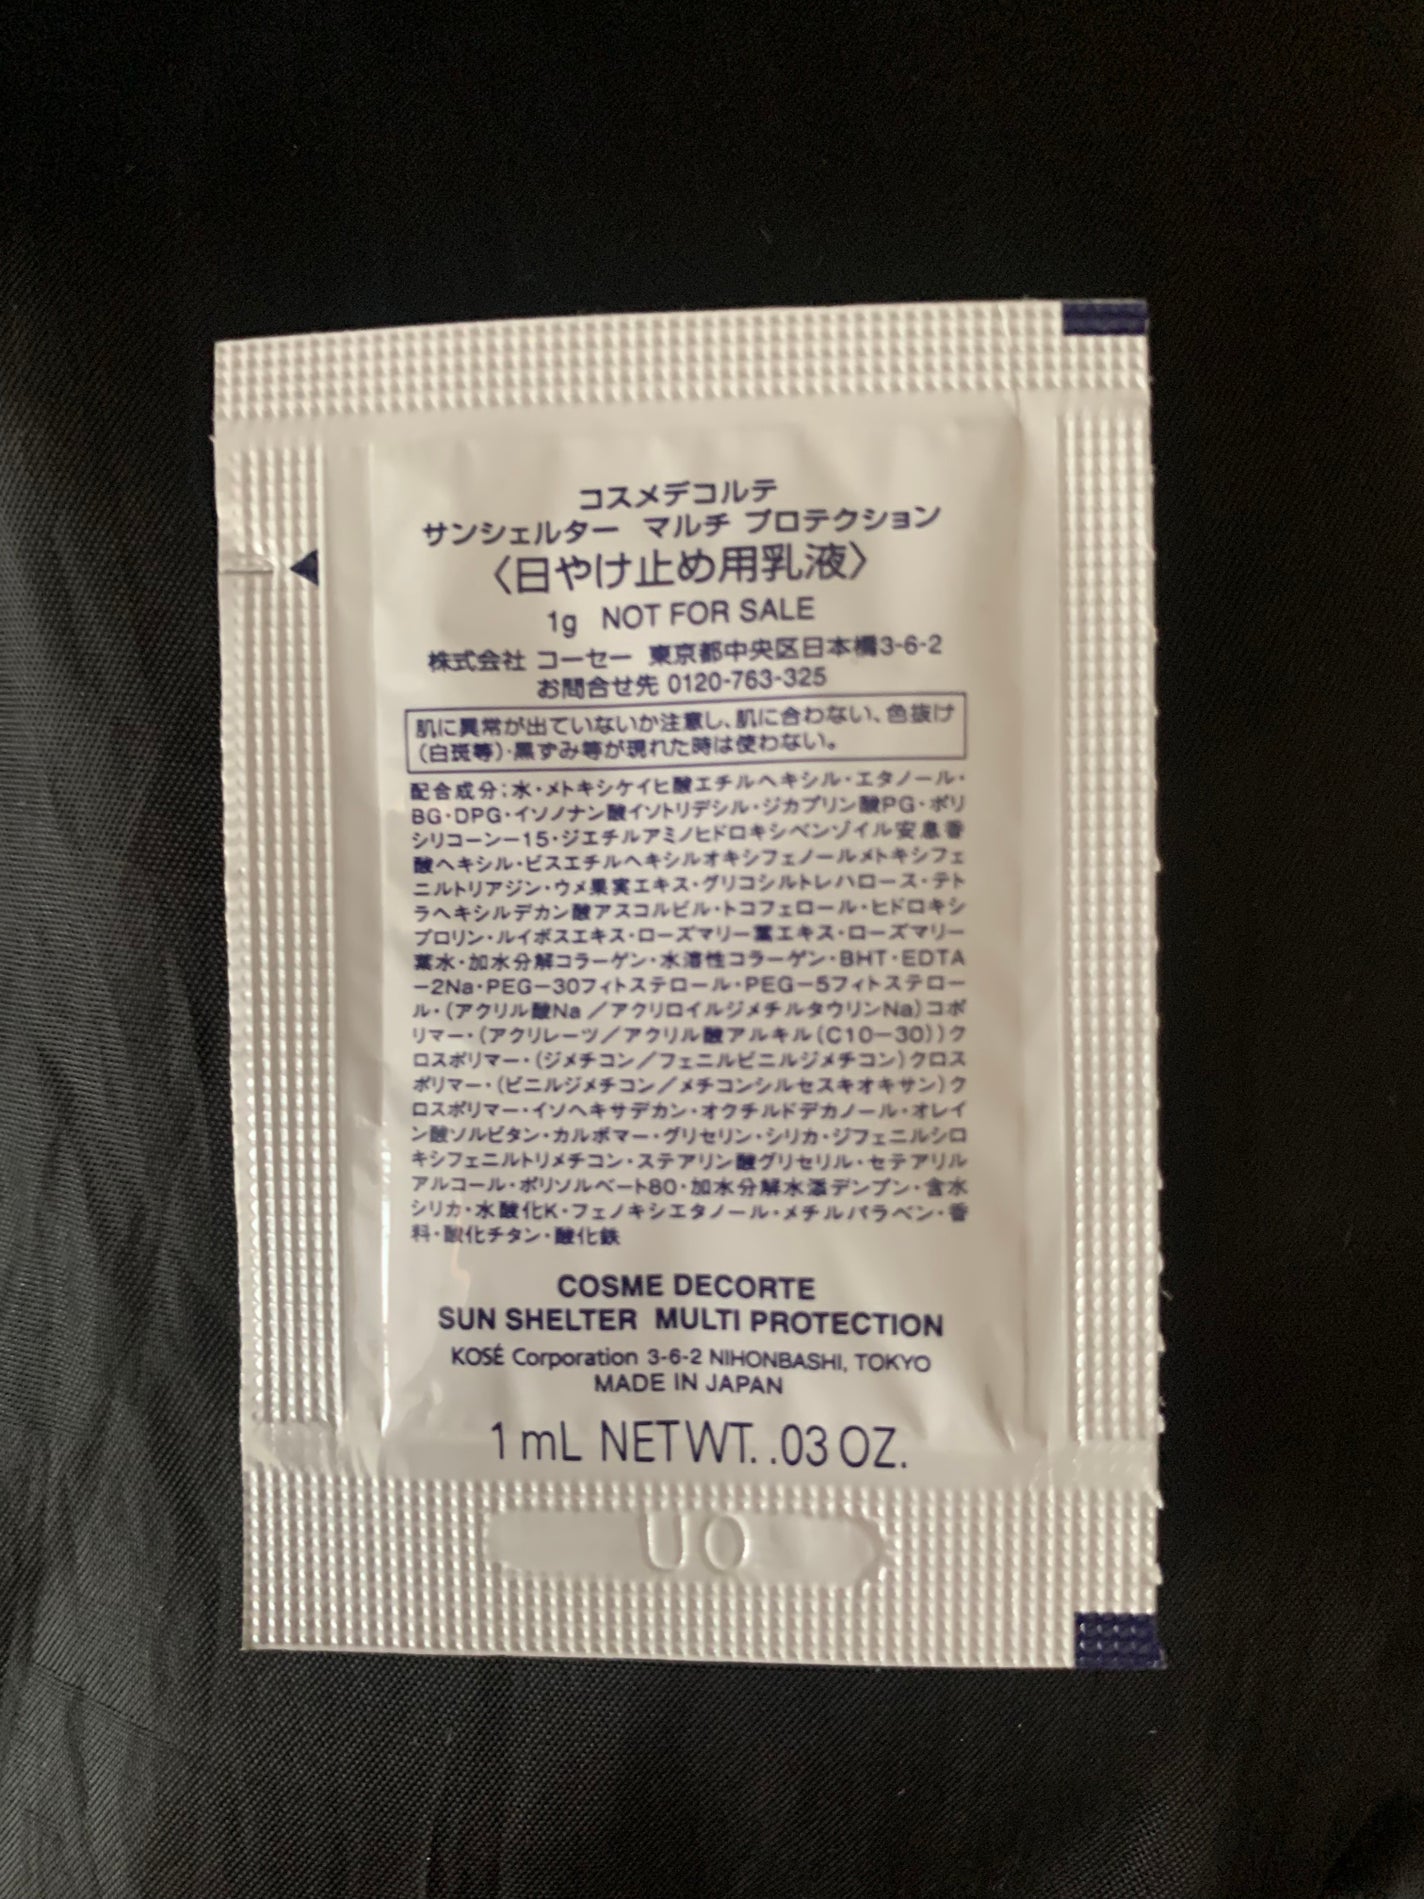 コスメデコルテ
サンシェルター マルチ プロテクション
〈日やけ止め用乳液〉
1g NOT FOR SALE
株式会社 コーセー 東京都中央区日本橋3-6-2
お問合せ先 0120-763-325
肌に異常が出ていないか注意し、肌に合わない、色抜け
（白斑等）・黒ずみ等が現れた時は使わない。
配合成分：水・メトキシケイヒ酸エチルヘキシル・エタノール・
BG・DPG・イソノナン酸イソトリデシル・ジカプリン酸PG・ポリ
シリコーン−15・ジエチルアミノヒドロキシベンゾイル安息香
酸ヘキシル・ビスエチルヘキシルオキシフェノールメトキシフェ
ニルトリアジン・ウメ果実エキス・グリコシルトレハロース・テト
ラヘキシルデカン酸アスコルビル・トコフェロール・ヒドロキシ
プロリン・ルイボスエキス・ローズマリー葉エキス・ローズマリー
葉水・加水分解コラーゲン・水溶性コラーゲン・BHT・EDTA
−2Na・PEG−30フィトステロール・PEG−5フィトステロー
ル・（アクリル酸Na／アクリロイルジメチルタウリンNa）コポ
リマー・（アクリレーツ／アクリル酸アルキル（C10−30））ク
ロスポリマー・（ジメチコン／フェニルビニルジメチコン）クロス
ポリマー・（ビニルジメチコン／メチコンシルセスキオキサン）ク
ロスポリマー・イソヘキサデカン・オクチルドデカノール・オレイ
ン酸ソルビタン・カルボマー・グリセリン・シリカ・ジフェニルシロ
キシフェニルトリメチコン・ステアリン酸グリセリル・セテアリル
アルコール・ポリソルベート80・加水分解水添デンプン・含水
シリカ・水酸化K・フェノキシエタノール・メチルパラベン・香
料・酸化チタン・酸化鉄
COSME DECORTE
SUN SHELTER MULTI PROTECTION
KOSÉ Corporation 3-6-2 NIHONBASHI, TOKYO
MADE IN JAPAN
1 mL NET WT. .03 OZ.
UO